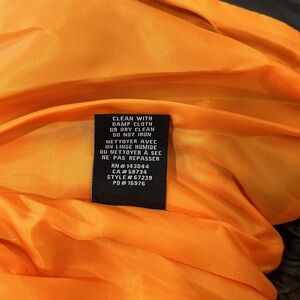 CLEAN WITH
DAMP CLOTH
OR DRY CLEAN
DO NOT IRON
NETTOYER AVEC
UN LINGE HUMIDE
OU NETTOYER À SEC
NE PAS REPASSER
RN# 143044
CA# 58734
STYLE# 67239
PO# 16976